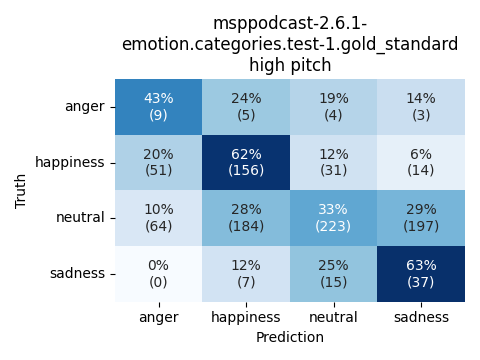 msppodcast-2.6.1-
emotion.categories.test-1.gold_standard
high pitch
Truth
anger
43% 24% 19% 14%
(9) (5) (4) (3)
happiness
20% 62% 12% 6%
(51) (156) (31) (14)
neutral
10% 28% 33% 29%
(64) (184) (223) (197)
sadness
0% 12% 25% 63%
(0) (7) (15) (37)
anger happiness neutral sadness
Prediction